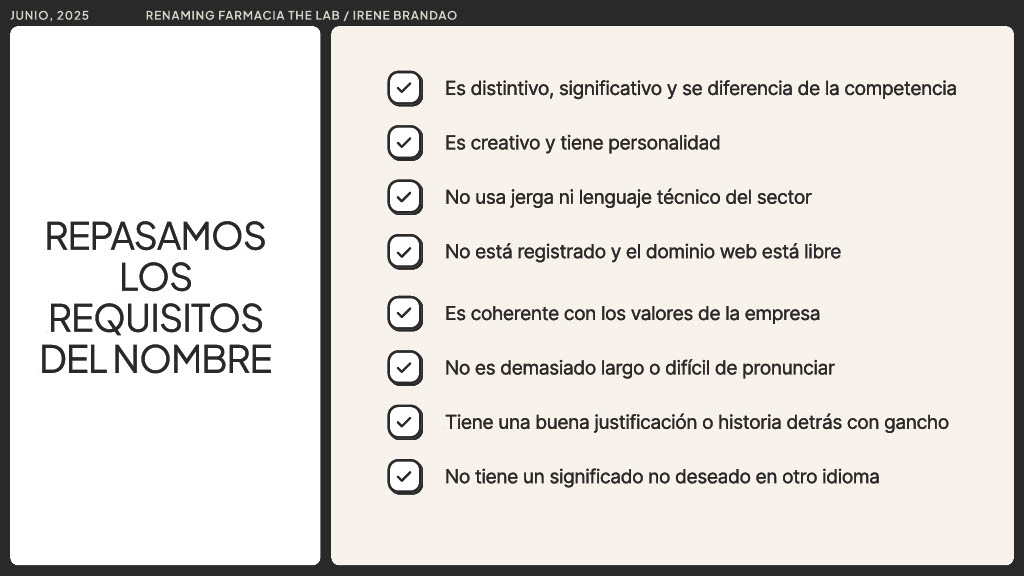 JUNIO, 2025
RENAMING FARMACIA THE LAB / IRENE BRANDAO
REPASAMOS
LOS
REQUISITOS
DEL NOMBRE
Es distintivo, significativo y se diferencia de la competencia
Es creativo y tiene personalidad
No usa jerga ni lenguaje técnico del sector
No está registrado y el dominio web está libre
Es coherente con los valores de la empresa
No es demasiado largo o difícil de pronunciar
Tiene una buena justificación o historia detrás con gancho
No tiene un significado no deseado en otro idioma